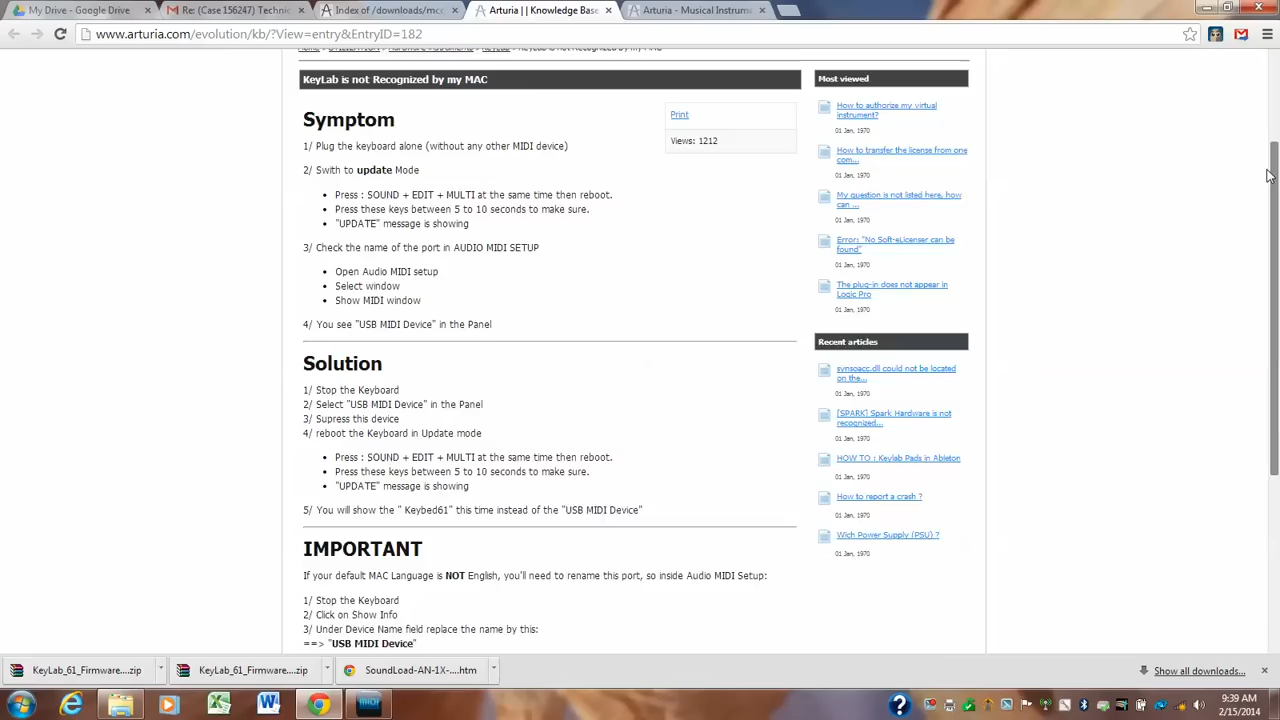 My Drive - Google Drive
Re: (Case 156247) Technic
Index of /downloads/mcc
Arturia | | Knowledge Base
Arturia - Musical Instrume
www.arturia.com/evolution/kb/?View=entry&EntryID=182
KeyLab is not Recognized by my MAC
Symptom
Print
Views: 1212
1/ Plug the keyboard alone (without any other MIDI device)
2/ Swith to update Mode
• Press : SOUND + EDIT + MULTI at the same time then reboot.
• Press these keys between 5 to 10 seconds to make sure.
• "UPDATE" message is showing
3/ Check the name of the port in AUDIO MIDI SETUP
• Open Audio MIDI setup
• Select window
• Show MIDI window
4/ You see "USB MIDI Device" in the Panel
Solution
1/ Stop the Keyboard
2/ Select "USB MIDI Device" in the Panel
3/ Supress this device
4/ reboot the Keyboard in Update mode
• Press : SOUND + EDIT + MULTI at the same time then reboot.
• Press these keys between 5 to 10 seconds to make sure.
• "UPDATE" message is showing
5/ You will show the " Keybed61" this time instead of the "USB MIDI Device"
IMPORTANT
If your default MAC Language is NOT English, you'll need to rename this port, so inside Audio MIDI Setup:
1/ Stop the Keyboard
2/ Click on Show Info
3/ Under Device Name field replace the name by this:
==> "USB MIDI Device"
Most viewed
How to authorize my virtual
instrument?
01 Jan, 1970
How to transfer the license from one
com...
01 Jan, 1970
My question is not listed here, how
can ...
01 Jan, 1970
Error: "No Soft-eLicenser can be
found"
01 Jan, 1970
The plug-in does not appear in
Logic Pro
01 Jan, 1970
Recent articles
synsoacc.dll could not be located
on the...
01 Jan, 1970
[SPARK] Spark Hardware is not
recognized...
01 Jan, 1970
HOW TO : Keylab Pads in Ableton
01 Jan, 1970
How to report a crash ?
01 Jan, 1970
Wich Power Supply (PSU) ?
01 Jan, 1970
KeyLab_61_Firmware....zip
KeyLab_61_Firmware....zip
SoundLoad-AN-1X-....htm
Show all downloads...
9:39 AM
2/15/2014